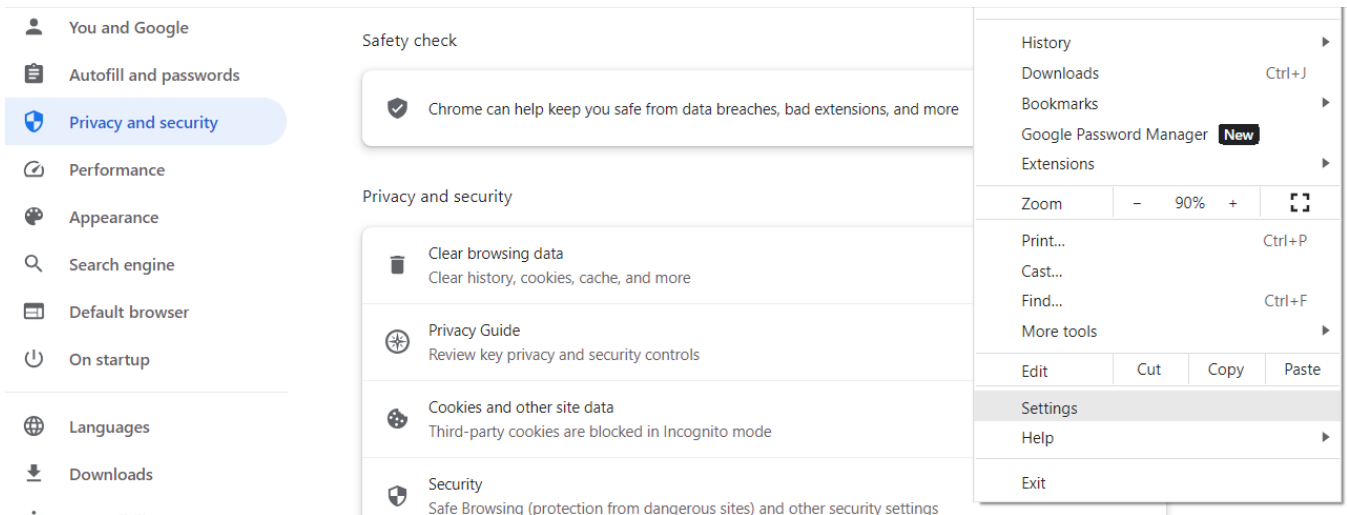 You and Google
Autofill and passwords
Privacy and security
Performance
Appearance
Search engine
Default browser
On startup
Languages
Downloads
Safety check
Chrome can help keep you safe from data breaches, bad extensions, and more
Privacy and security
Clear browsing data
Clear history, cookies, cache, and more
Privacy Guide
Review key privacy and security controls
Cookies and other site data
Third-party cookies are blocked in Incognito mode
Security
Safe Browsing (protection from dangerous sites) and other security settings
History
Downloads Ctrl+J
Bookmarks
Google Password Manager New
Extensions
Zoom – 90% +
Print... Ctrl+P
Cast...
Find... Ctrl+F
More tools
Edit Cut Copy Paste
Settings
Help
Exit